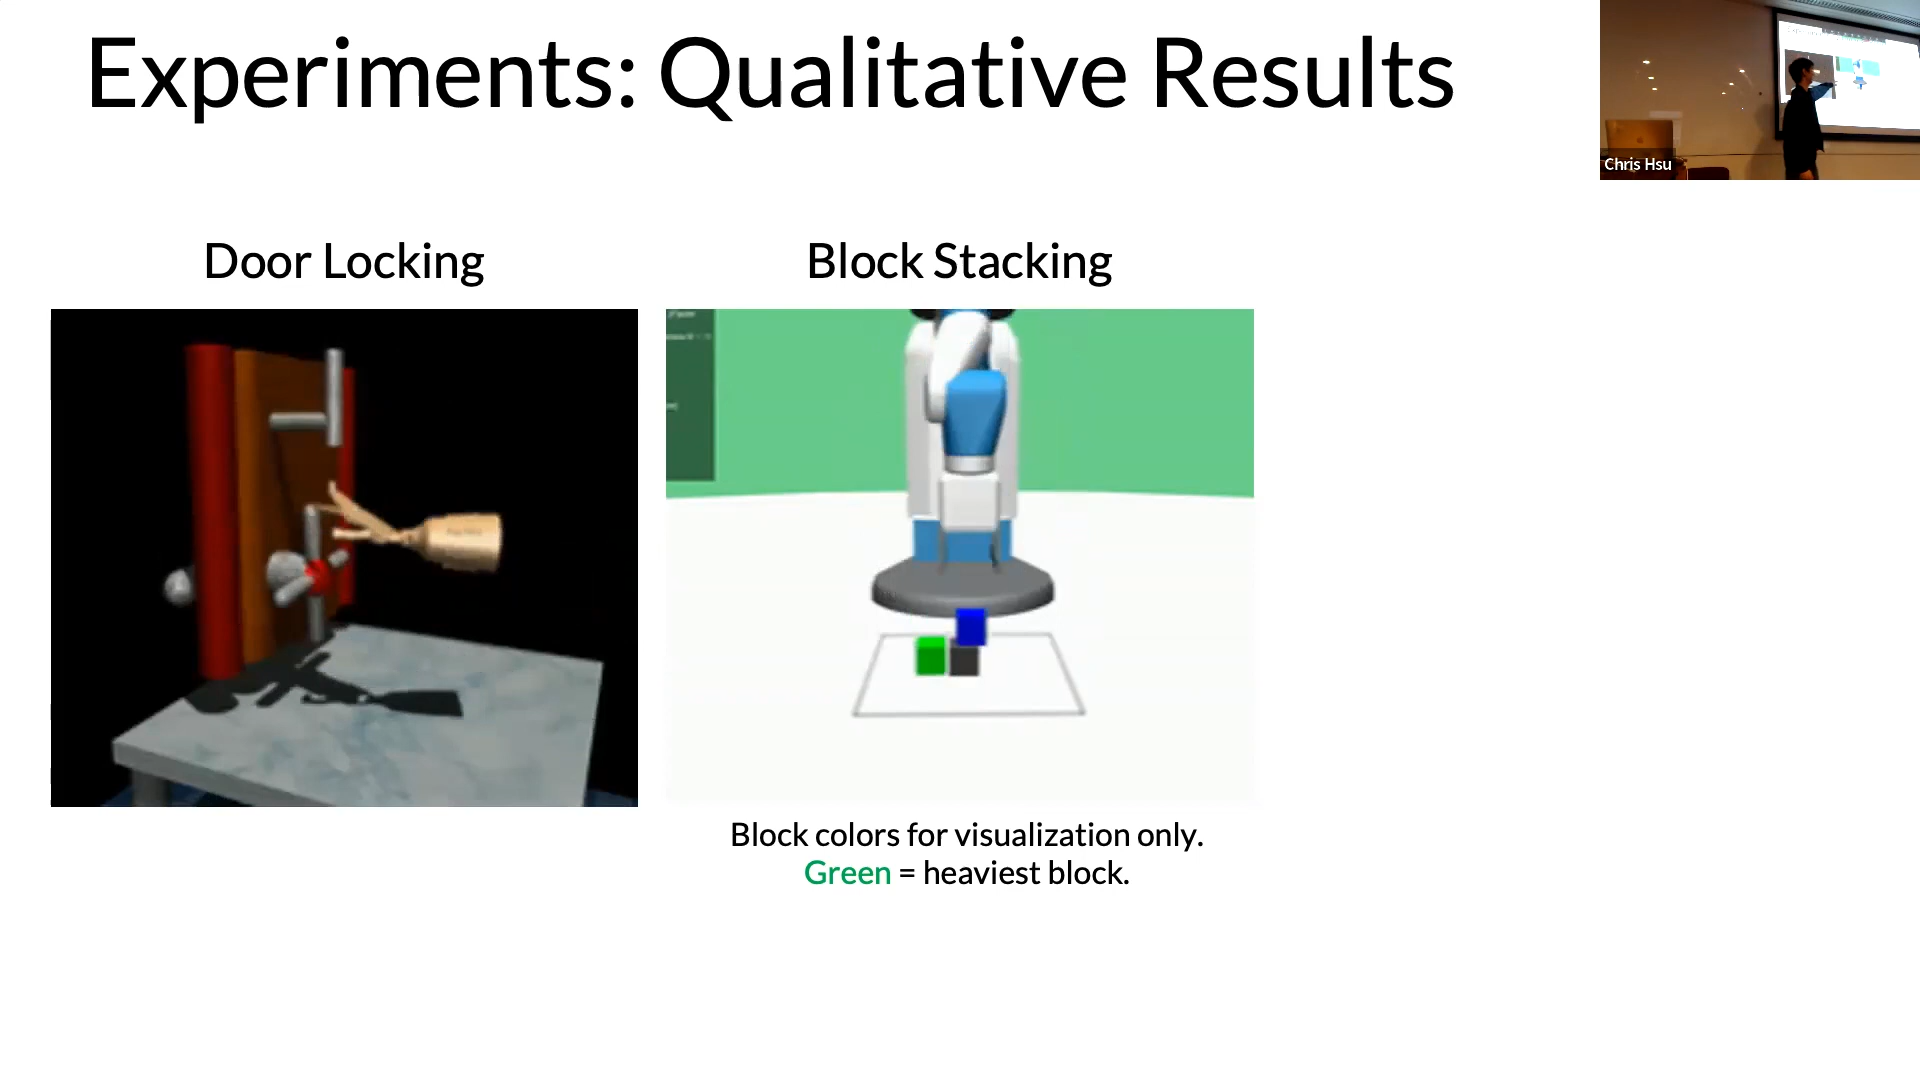 Experiments: Qualitative Results
Chris Hsu
Door Locking
Block Stacking
Block colors for visualization only.
Green = heaviest block.